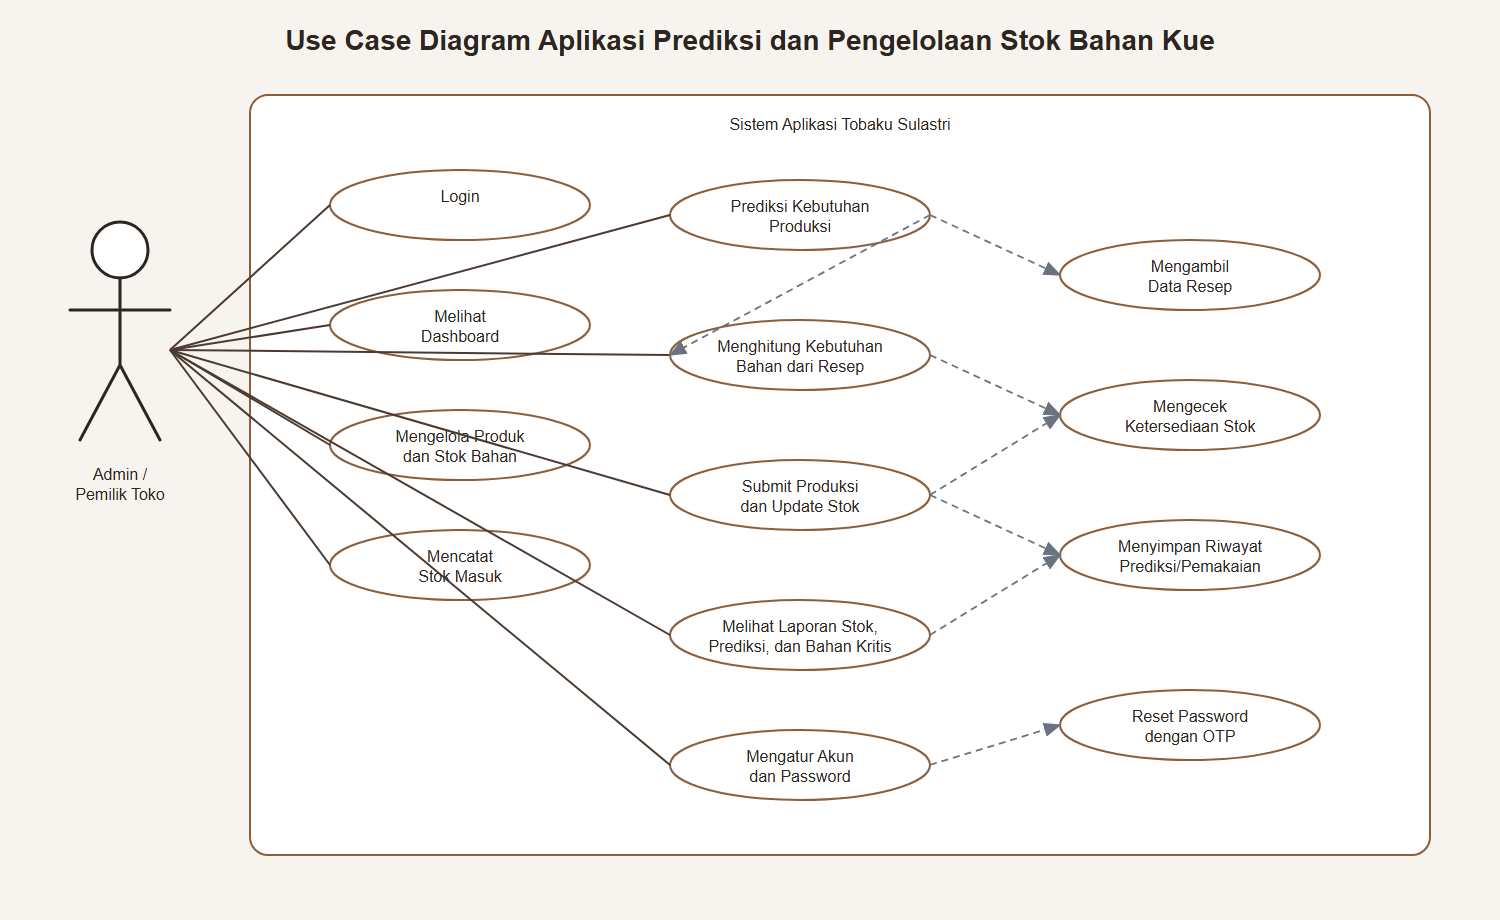 Use Case Diagram Aplikasi Prediksi dan Pengelolaan Stok Bahan Kue
Sistem Aplikasi Tobaku Sulastri
Admin /
Pemilik Toko
Login
Melihat
Dashboard
Mengelola Produk
dan Stok Bahan
Mencatat
Stok Masuk
Prediksi Kebutuhan
Produksi
Menghitung Kebutuhan
Bahan dari Resep
Submit Produksi
dan Update Stok
Melihat Laporan Stok,
Prediksi, dan Bahan Kritis
Mengatur Akun
dan Password
Mengambil
Data Resep
Mengecek
Ketersediaan Stok
Menyimpan Riwayat
Prediksi/Pemakaian
Reset Password
dengan OTP